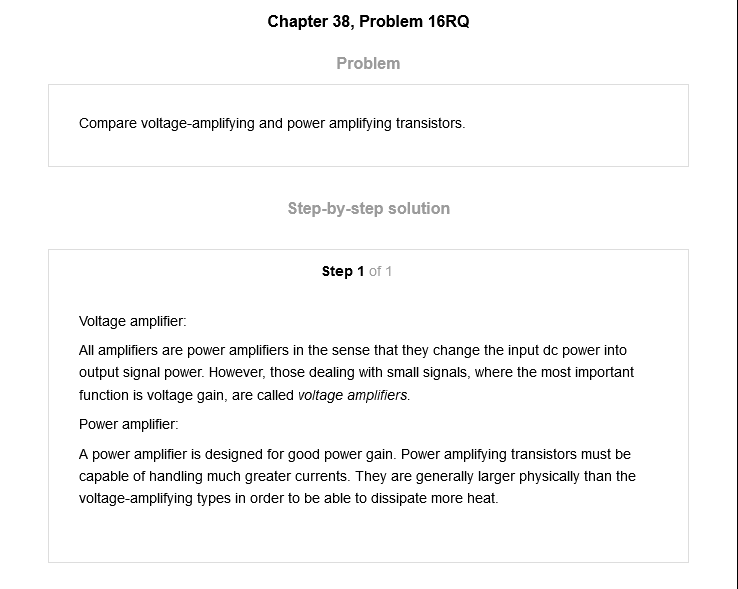 Chapter 38, Problem 16RQ
Problem
Compare voltage-amplifying and power amplifying transistors.
Step-by-step solution
Step 1 of 1
Voltage amplifier:
All amplifiers are power amplifiers in the sense that they change the input dc power into
output signal power. However, those dealing with small signals, where the most important
function is voltage gain, are called voltage amplifiers.
Power amplifier:
A power amplifier is designed for good power gain. Power amplifying transistors must be
capable of handling much greater currents. They are generally larger physically than the
voltage-amplifying types in order to be able to dissipate more heat.